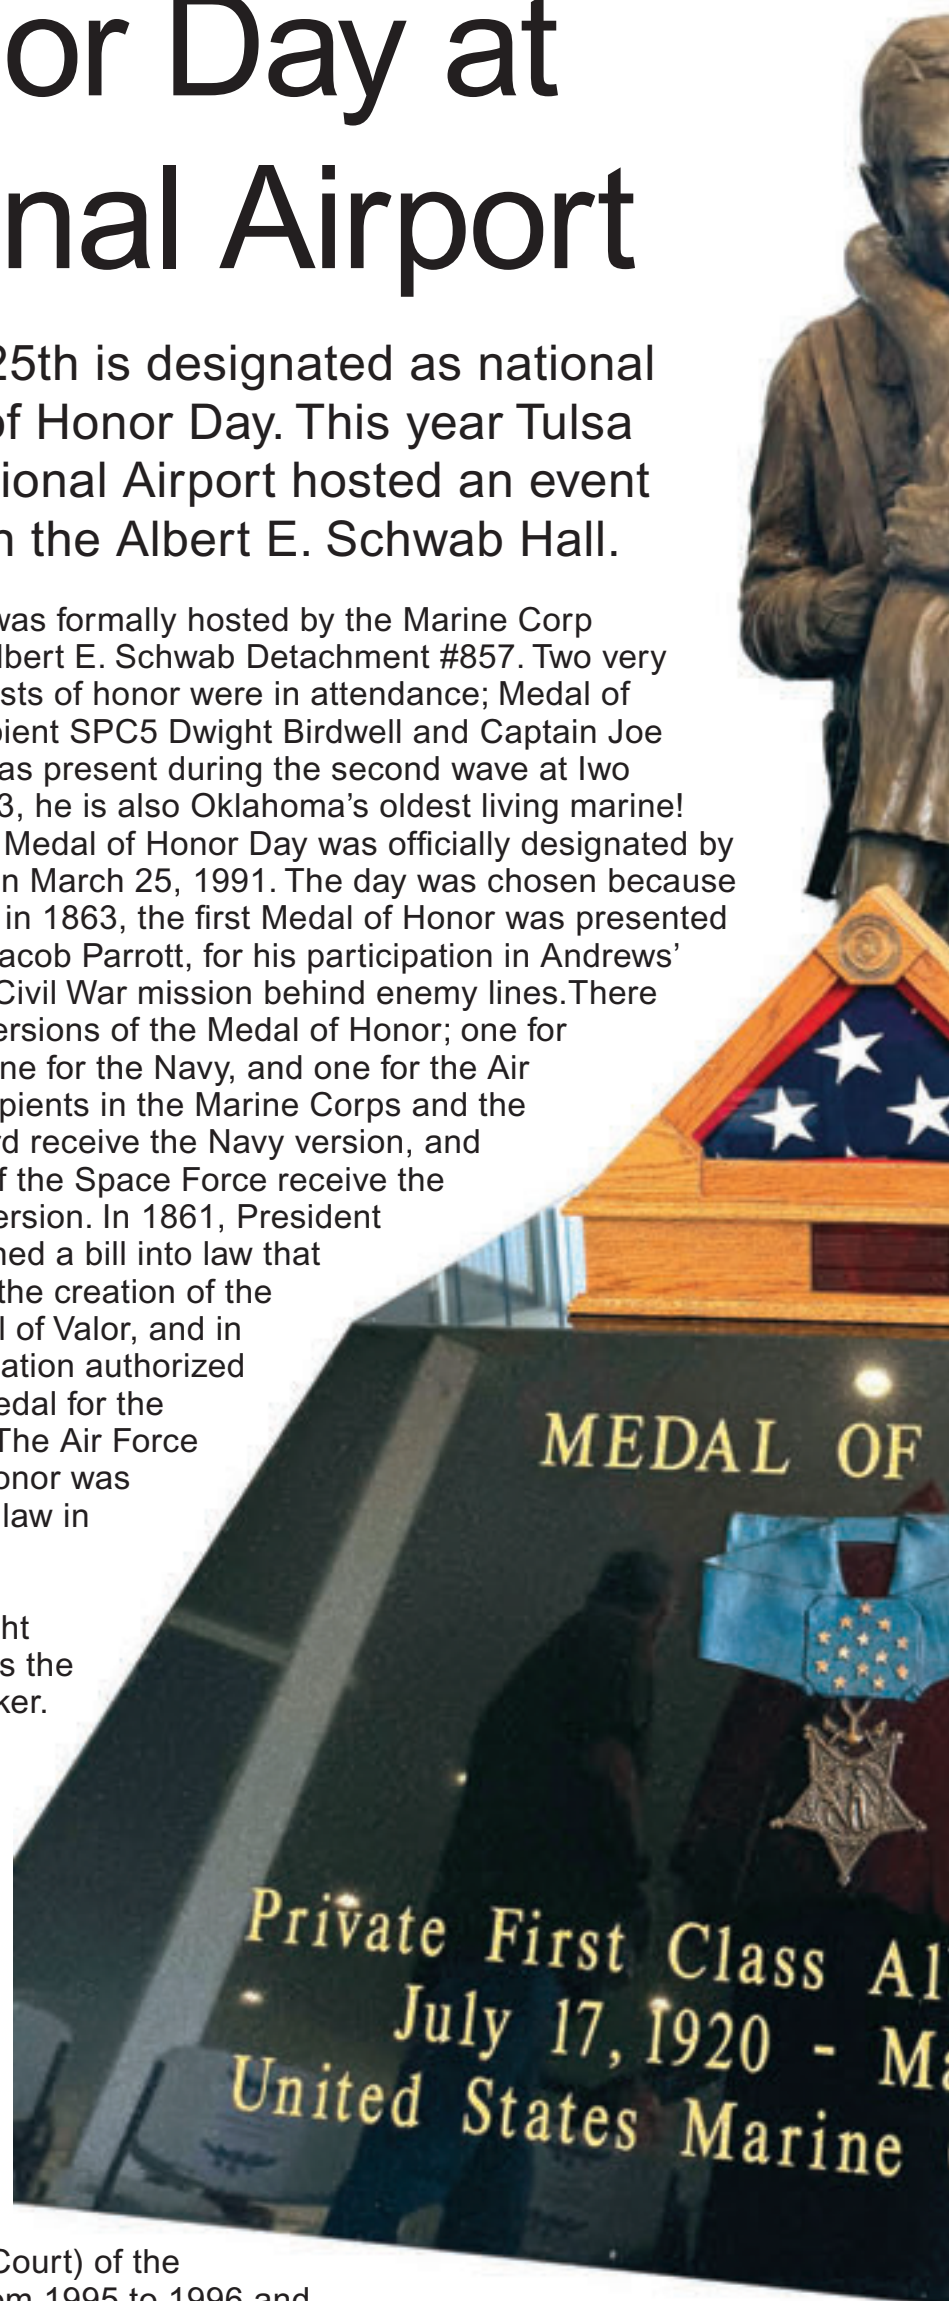 or Day at
nal Airport
25th is designated as national
of Honor Day. This year Tulsa
ional Airport hosted an event
n the Albert E. Schwab Hall.
was formally hosted by the Marine Corp
lbert E. Schwab Detachment #857. Two very
sts of honor were in attendance; Medal of
pient SPC5 Dwight Birdwell and Captain Joe
as present during the second wave at Iwo
3, he is also Oklahoma’s oldest living marine!
Medal of Honor Day was officially designated by
n March 25, 1991. The day was chosen because
in 1863, the first Medal of Honor was presented
acob Parrott, for his participation in Andrews’
Civil War mission behind enemy lines.There
ersions of the Medal of Honor; one for
ne for the Navy, and one for the Air
pients in the Marine Corps and the
rd receive the Navy version, and
f the Space Force receive the
ersion. In 1861, President
ned a bill into law that
the creation of the
l of Valor, and in
ation authorized
edal for the
The Air Force
onor was
law in
ht
s the
ker.
MEDAL OF
Private First Class Al
July 17, 1920 - Ma
United States Marine
Court) of the
om 1995 to 1996 and